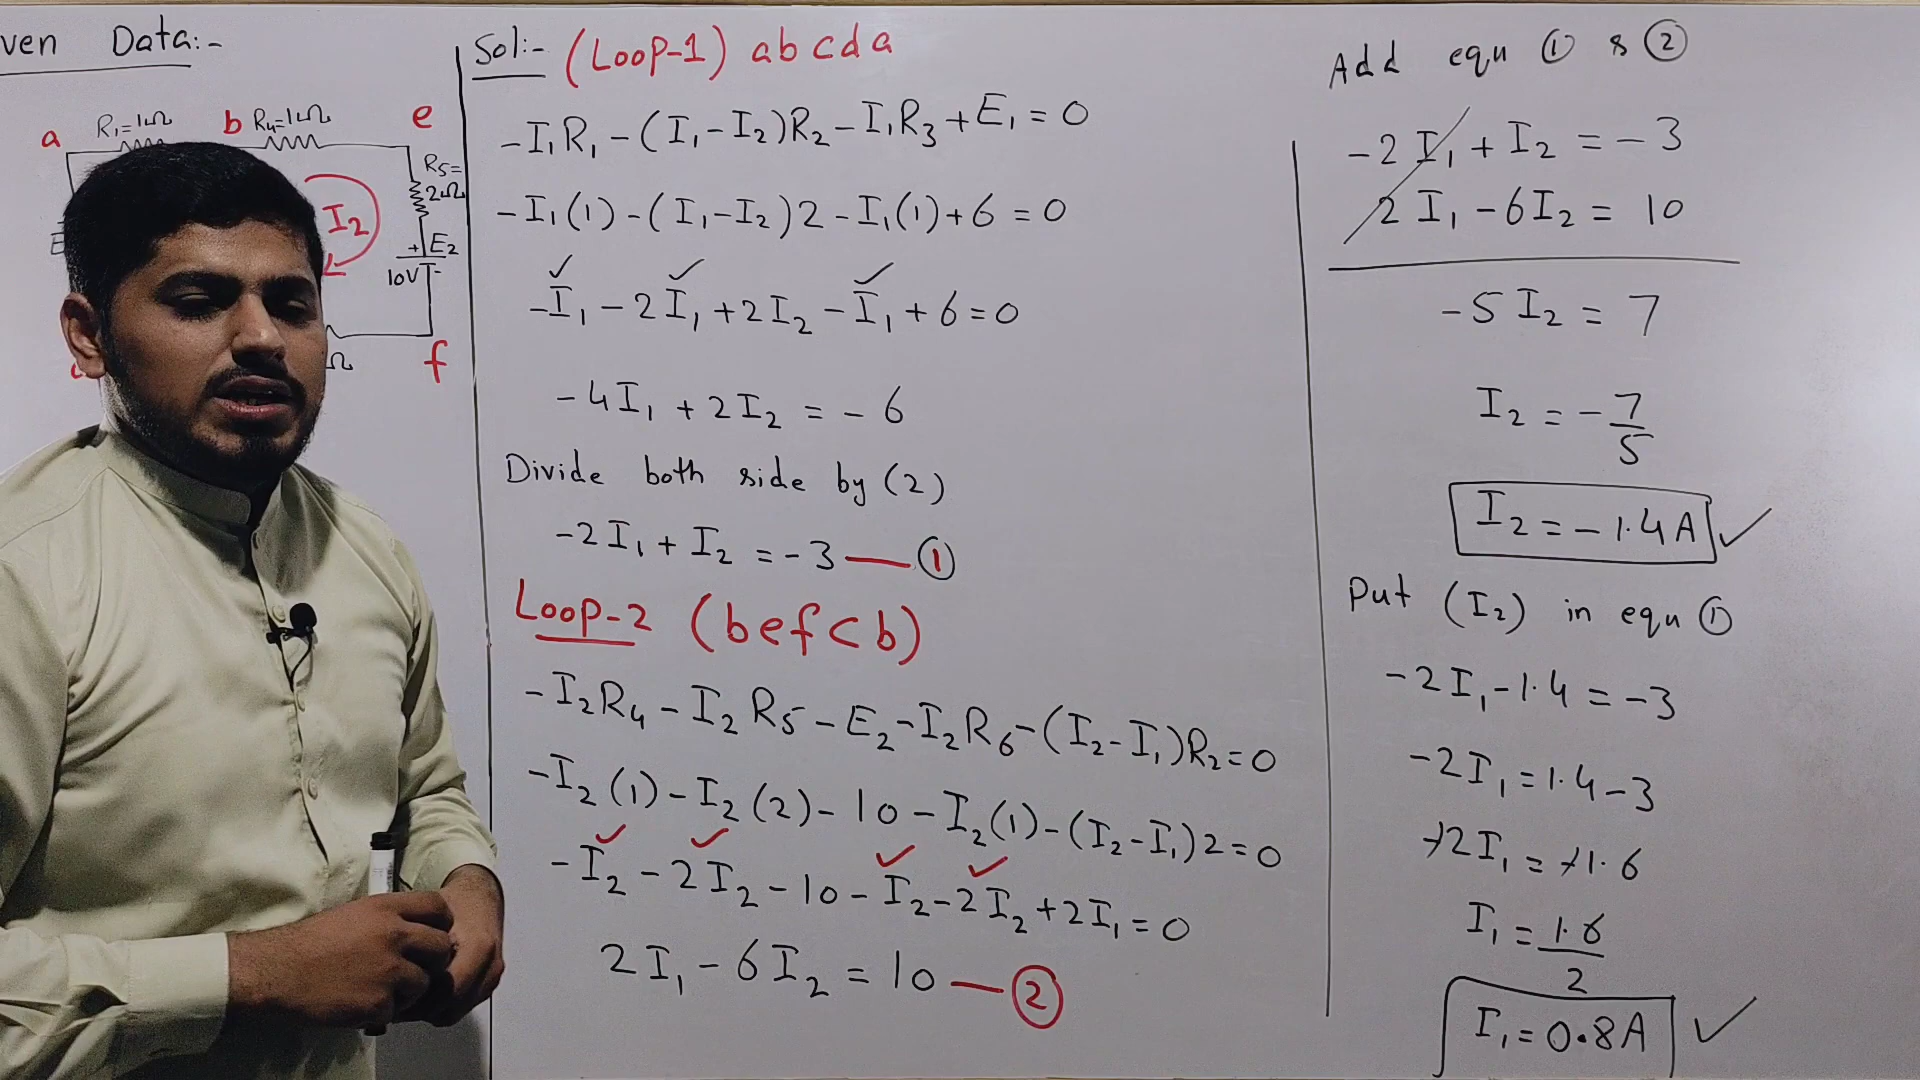 ven Data:-
a R₁=1Ω b R₄=1Ω e
R₅=
2Ω
I₂
+ E₂
10V -
Ω f
Sol:- (Loop-1) abcda
-I₁R₁-(I₁-I₂)R₂-I₁R₃+E₁=0
-I₁(1)-(I₁-I₂)2-I₁(1)+6=0
-I₁-2I₁+2I₂-I₁+6=0
-4I₁+2I₂=-6
Divide both side by (2)
-2I₁+I₂=-3 — ①
Loop-2 (befcb)
-I₂R₄-I₂R₅-E₂-I₂R₆-(I₂-I₁)R₂=0
-I₂(1)-I₂(2)-10-I₂(1)-(I₂-I₁)2=0
-I₂-2I₂-10-I₂-2I₂+2I₁=0
2I₁-6I₂=10 — ②
Add equ ① & ②
-2I₁+I₂=-3
2I₁-6I₂=10
-5I₂=7
I₂=-7/5
I₂=-1.4A ✓
Put (I₂) in equ ①
-2I₁-1.4=-3
-2I₁=1.4-3
-2I₁=-1.6
I₁=1.6/2
I₁=0.8A ✓